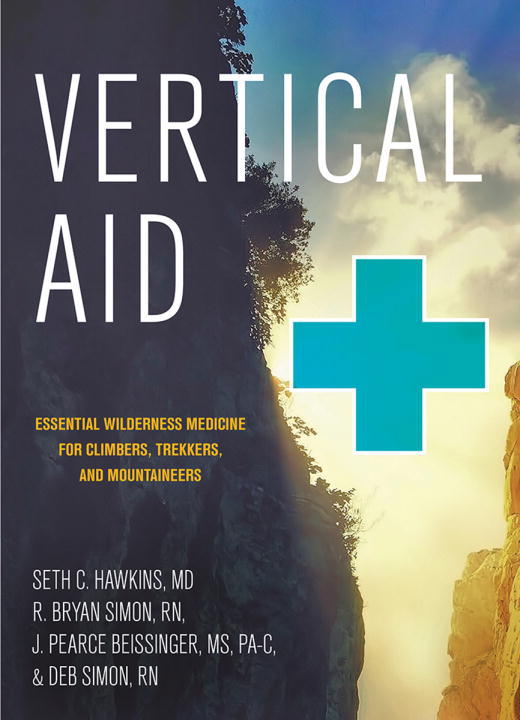 VERTICAL
AID
ESSENTIAL WILDERNESS MEDICINE
FOR CLIMBERS, TREKKERS,
AND MOUNTAINEERS
SETH C. HAWKINS, MD
R. BRYAN SIMON, RN,
J. PEARCE BEISSINGER, MS, PA-C,
& DEB SIMON, RN